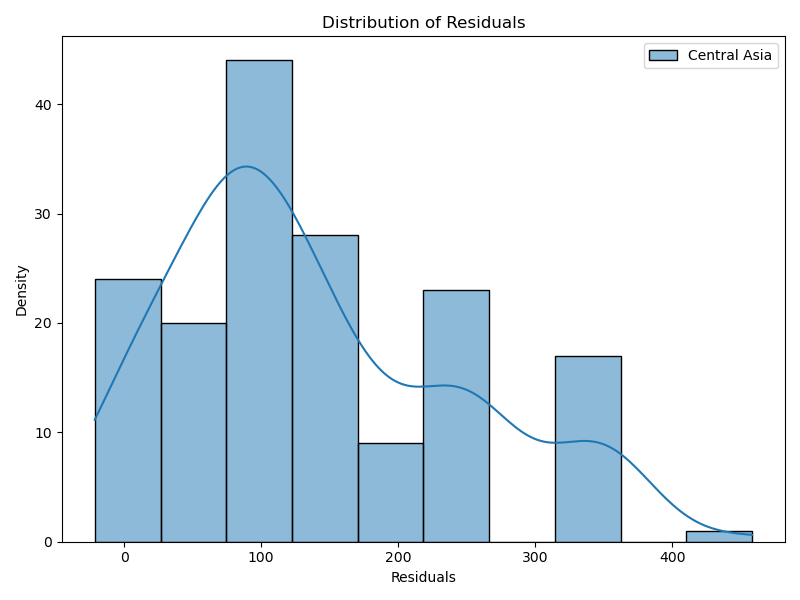 Distribution of Residuals
Central Asia
Density
40
30
20
10
0
0 100 200 300 400
Residuals